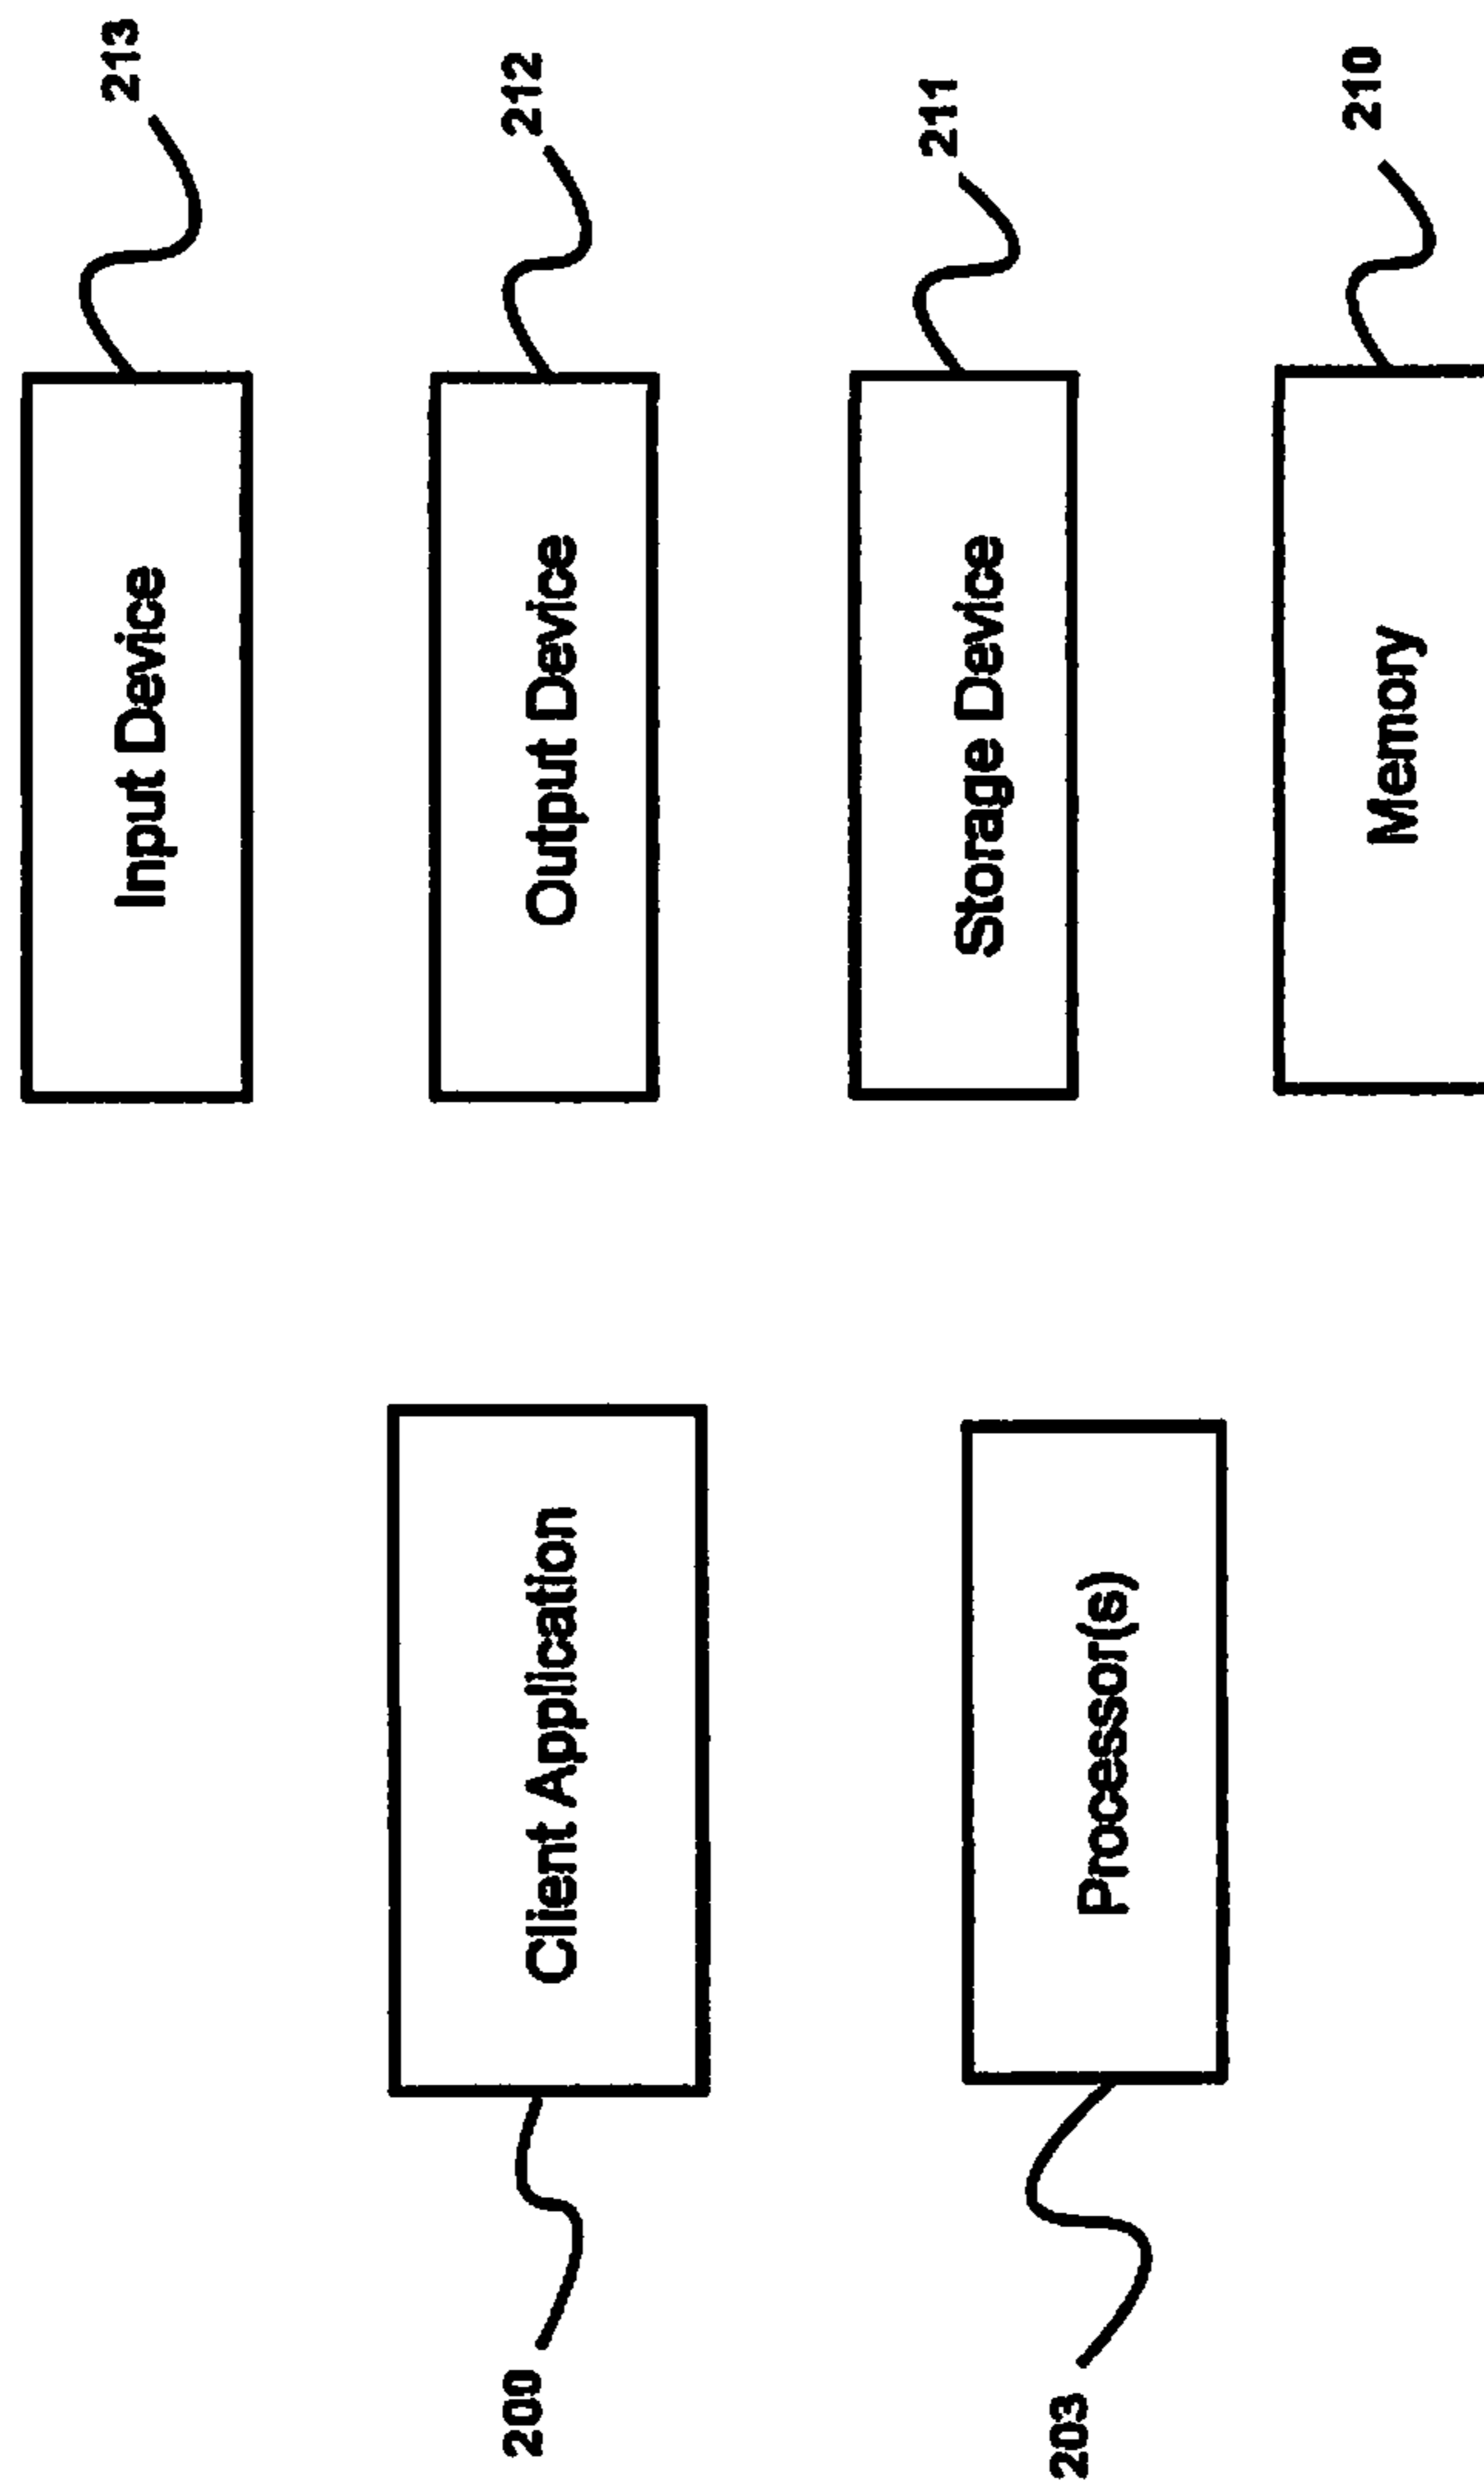 213
Input Device
212
Output Device
211
Storage Device
210
Memory
Client Application
200
Processor(s)
203